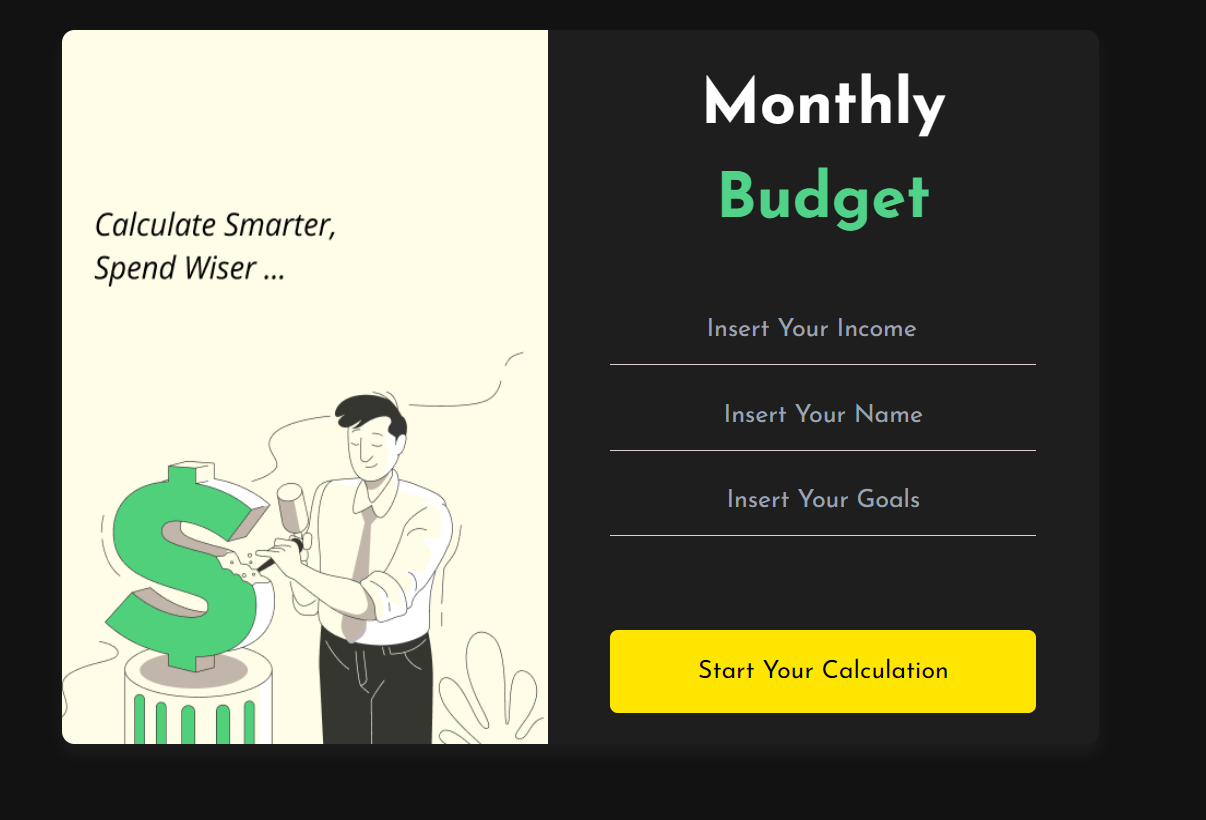 Calculate Smarter,
Spend Wiser ...
Monthly
Budget
Insert Your Income
Insert Your Name
Insert Your Goals
Start Your Calculation